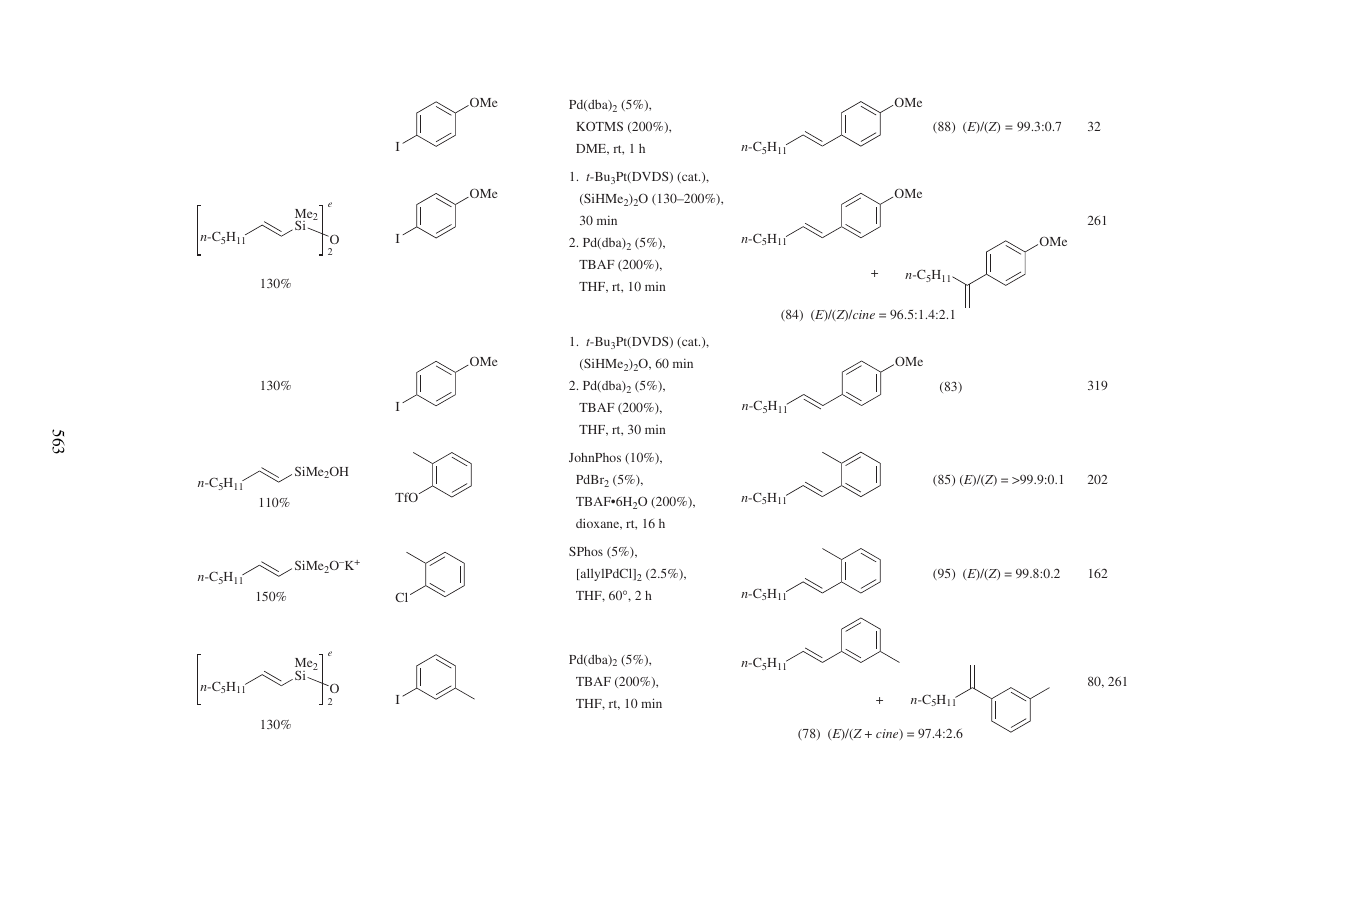 OMe
I
Pd(dba)2 (5%),
KOTMS (200%),
DME, rt, 1 h
OMe
n-C5H11
(88) (E)/(Z) = 99.3:0.7
32
[n-C5H11 Me2 Si]2 O e
130%
OMe
I
1. t-Bu3Pt(DVDS) (cat.),
(SiHMe2)2O (130–200%),
30 min
2. Pd(dba)2 (5%),
TBAF (200%),
THF, rt, 10 min
OMe
n-C5H11
+
n-C5H11
OMe
(84) (E)/(Z)/cine = 96.5:1.4:2.1
261
130%
OMe
I
1. t-Bu3Pt(DVDS) (cat.),
(SiHMe2)2O, 60 min
2. Pd(dba)2 (5%),
TBAF (200%),
THF, rt, 30 min
OMe
n-C5H11
(83)
319
563
n-C5H11 SiMe2OH
110%
TfO
JohnPhos (10%),
PdBr2 (5%),
TBAF•6H2O (200%),
dioxane, rt, 16 h
n-C5H11
(85) (E)/(Z) = >99.9:0.1
202
n-C5H11 SiMe2O–K+
150%
Cl
SPhos (5%),
[allylPdCl]2 (2.5%),
THF, 60°, 2 h
n-C5H11
(95) (E)/(Z) = 99.8:0.2
162
[n-C5H11 Me2 Si]2 O e
130%
I
Pd(dba)2 (5%),
TBAF (200%),
THF, rt, 10 min
n-C5H11
+
n-C5H11
(78) (E)/(Z + cine) = 97.4:2.6
80, 261